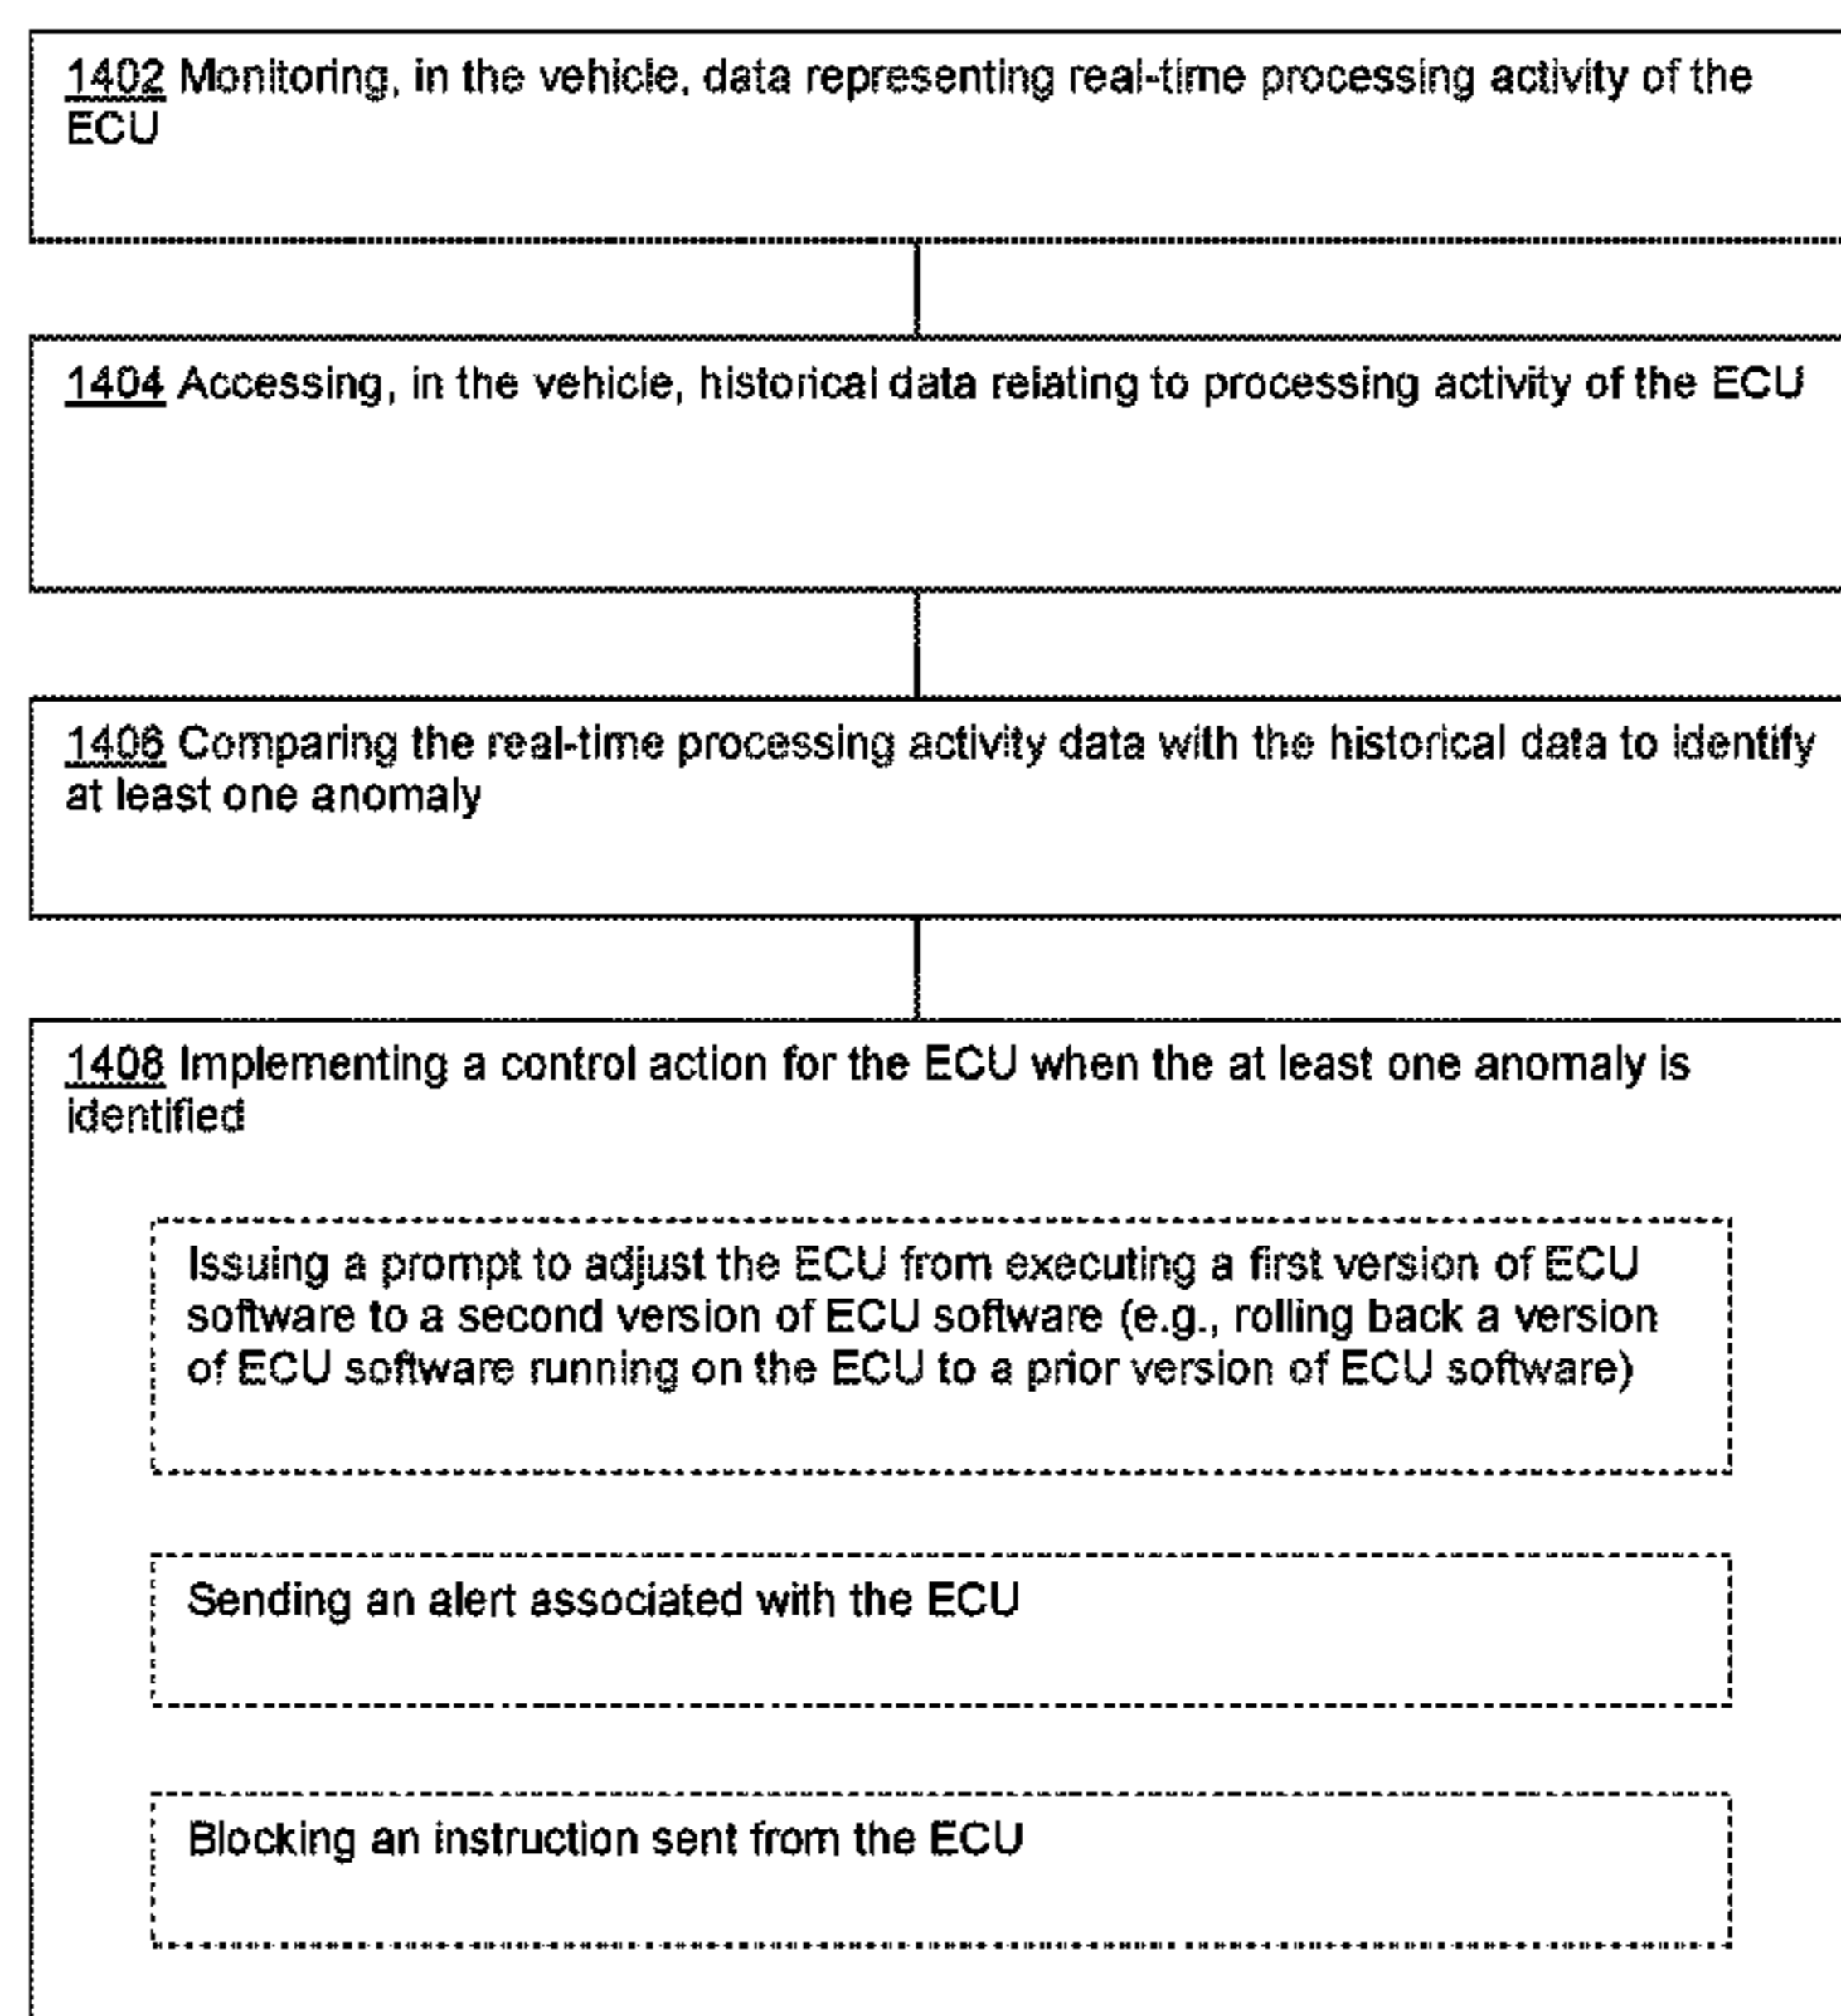 1402 Monitoring, in the vehicle, data representing real-time processing activity of the
ECU
1404 Accessing, in the vehicle, historical data relating to processing activity of the ECU
1406 Comparing the real-time processing activity data with the historical data to identify
at least one anomaly
1408 Implementing a control action for the ECU when the at least one anomaly is
identified
Issuing a prompt to adjust the ECU from executing a first version of ECU
software to a second version of ECU software (e.g., rolling back a version
of ECU software running on the ECU to a prior version of ECU software)
Sending an alert associated with the ECU
Blocking an instruction sent from the ECU